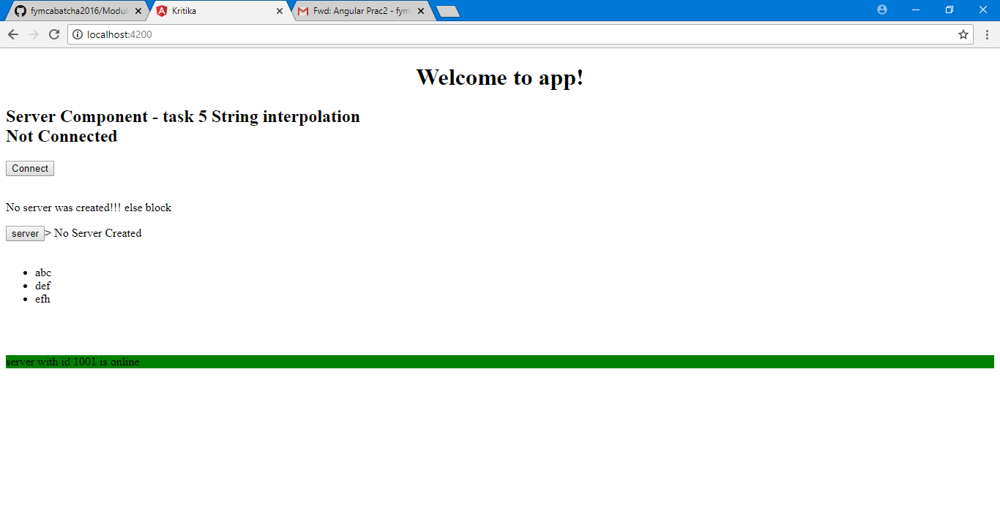 fymcabatcha2016/Modul
Kritika
Fwd: Angular Prac2 - fym
localhost:4200
Welcome to app!
Server Component - task 5 String interpolation
Not Connected
Connect
No server was created!!! else block
server> No Server Created
abc
def
efh
server with id 1001 is online